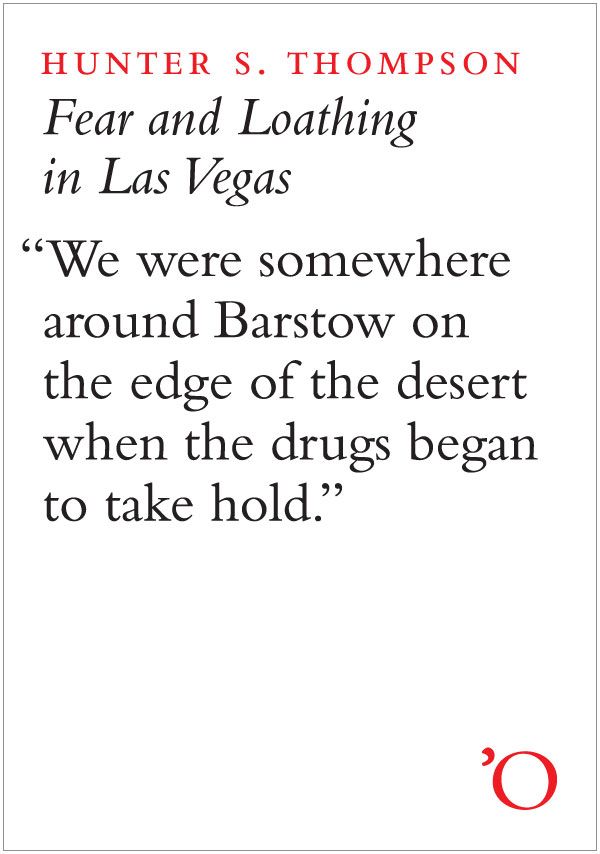 HUNTER S. THOMPSON
Fear and Loathing
in Las Vegas
“We were somewhere
around Barstow on
the edge of the desert
when the drugs began
to take hold.”
’O